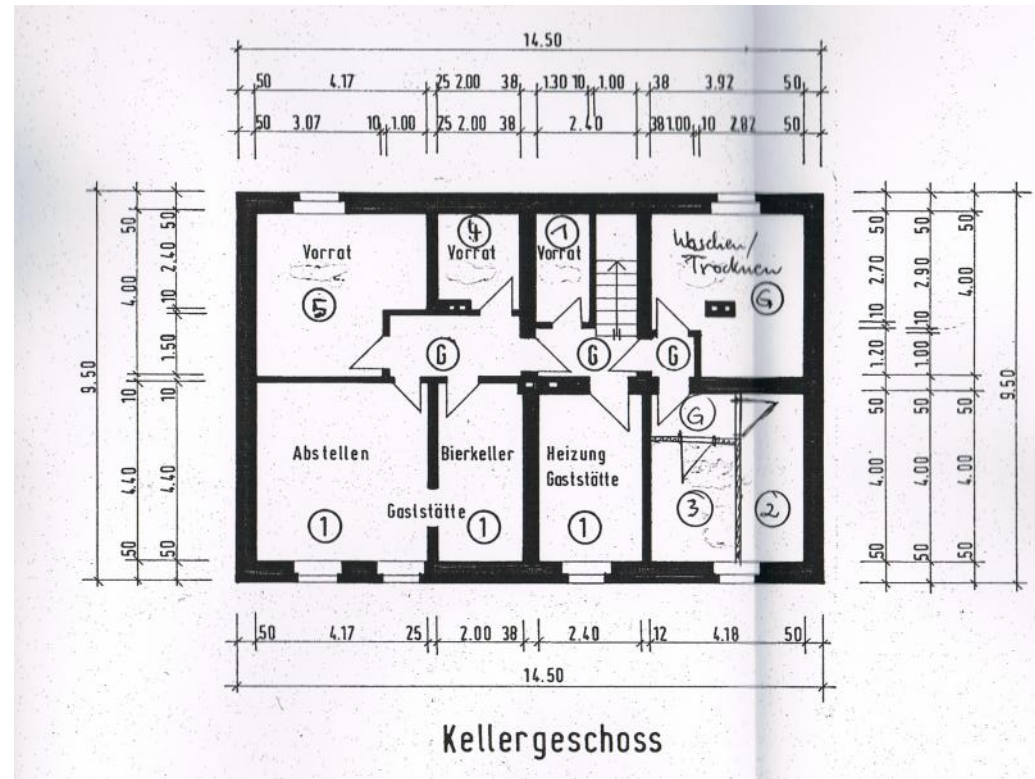 14.50
50 4.17 25 2.00 38 1.30 10 1.00 38 3.92 50
50 3.07 10 1.00 25 2.00 38 2.40 38 1.00 10 2.82 50
9.50
50 4.00 10 4.40 50
50 2.40 10 1.50 10 4.40 50
50 2.70 10 1.20 50 4.00 50
50 2.90 10 1.00 50 4.00 50
50 4.00 50 4.00 50
9.50
Vorrat
5
4
Vorrat
1
Vorrat
Waschen/
Trocknen
G
G
G
G
Abstellen
1
Bierkeller
Gaststätte
1
Heizung
Gaststätte
1
G
3
2
50 4.17 25 2.00 38 2.40 12 4.18 50
14.50
Kellergeschoss